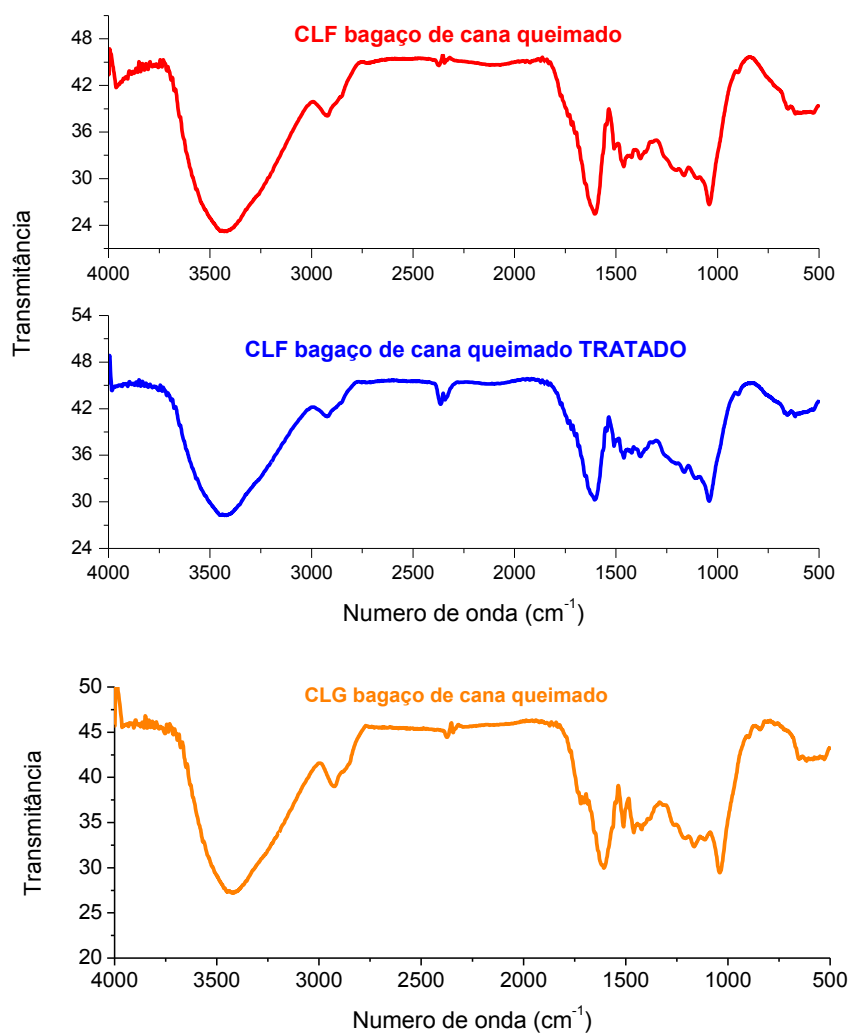 CLF bagaço de cana queimado
48
42
36
30
24
4000 3500 3000 2500 2000 1500 1000 500
Transmitância
CLF bagaço de cana queimado TRATADO
54
48
42
36
30
24
4000 3500 3000 2500 2000 1500 1000 500
Numero de onda (cm⁻¹)
CLG bagaço de cana queimado
50
45
40
35
30
25
20
Transmitância
4000 3500 3000 2500 2000 1500 1000 500
Numero de onda (cm⁻¹)